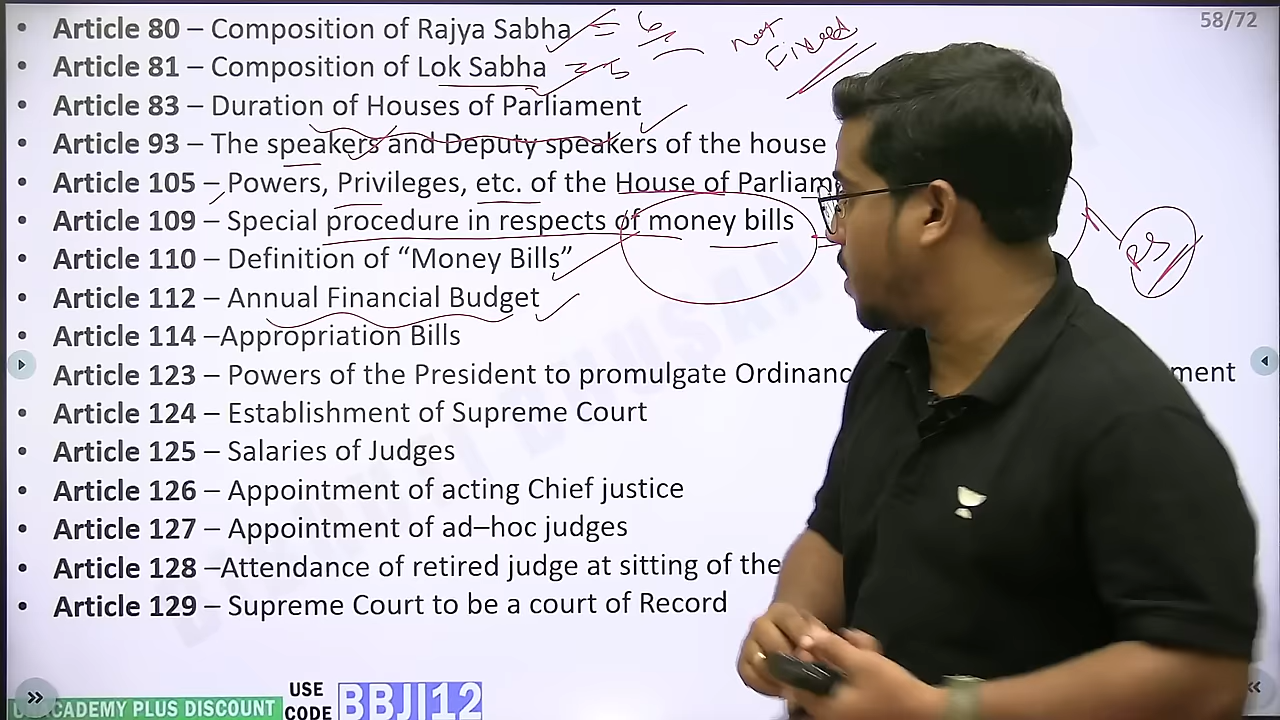 58/72
• Article 80 – Composition of Rajya Sabha
• Article 81 – Composition of Lok Sabha
• Article 83 – Duration of Houses of Parliament
• Article 93 – The speakers and Deputy speakers of the house
• Article 105 – Powers, Privileges, etc. of the House of Parliam
• Article 109 – Special procedure in respects of money bills
• Article 110 – Definition of “Money Bills”
• Article 112 – Annual Financial Budget
• Article 114 –Appropriation Bills
Article 123 – Powers of the President to promulgate Ordinanc ment
• Article 124 – Establishment of Supreme Court
• Article 125 – Salaries of Judges
• Article 126 – Appointment of acting Chief justice
• Article 127 – Appointment of ad–hoc judges
• Article 128 –Attendance of retired judge at sitting of the
• Article 129 – Supreme Court to be a court of Record
ACADEMY PLUS DISCOUNT
USE CODE BBJI12